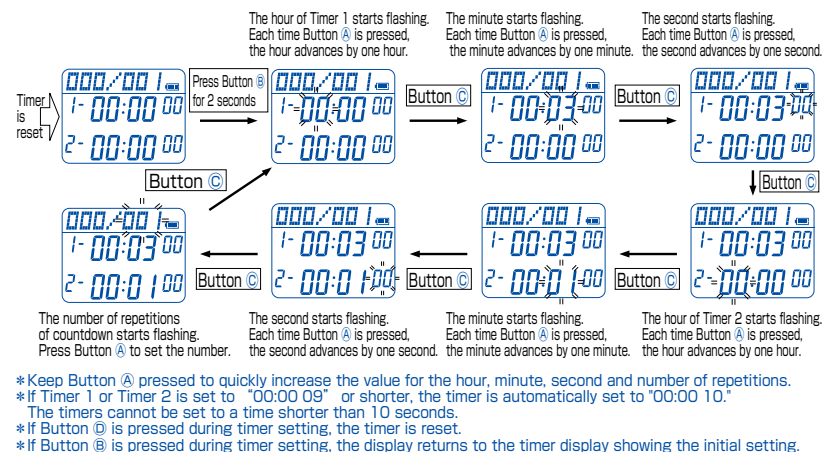 The hour of Timer 1 starts flashing.
Each time Button Ⓐ is pressed,
the hour advances by one hour.
The minute starts flashing.
Each time Button Ⓐ is pressed,
the minute advances by one minute.
The second starts flashing.
Each time Button Ⓐ is pressed,
the second advances by one second.
Timer
is
reset
000/001
1- 00:00 00
2- 00:00 00
Press Button Ⓑ
for 2 seconds
000/001
1- 00:00 00
2- 00:00 00
Button Ⓒ
000/001
1- 00:03 00
2- 00:00 00
Button Ⓒ
000/001
1- 00:03 00
2- 00:00 00
Button Ⓒ
Button Ⓒ
000/001
1- 00:03 00
2- 00:01 00
Button Ⓒ
000/001
1- 00:03 00
2- 00:01 00
Button Ⓒ
000/001
1- 00:03 00
2- 00:01 00
Button Ⓒ
000/001
1- 00:03 00
2- 00:00 00
The number of repetitions
of countdown starts flashing.
Press Button Ⓐ to set the number.
The second starts flashing.
Each time Button Ⓐ is pressed,
the second advances by one second.
The minute starts flashing.
Each time Button Ⓐ is pressed,
the minute advances by one minute.
The hour of Timer 2 starts flashing.
Each time Button Ⓐ is pressed,
the hour advances by one hour.
*Keep Button Ⓐ pressed to quickly increase the value for the hour, minute, second and number of repetitions.
*If Timer 1 or Timer 2 is set to “00:00 09” or shorter, the timer is automatically set to "00:00 10."
The timers cannot be set to a time shorter than 10 seconds.
*If Button Ⓓ is pressed during timer setting, the timer is reset.
*If Button Ⓑ is pressed during timer setting, the display returns to the timer display showing the initial setting.